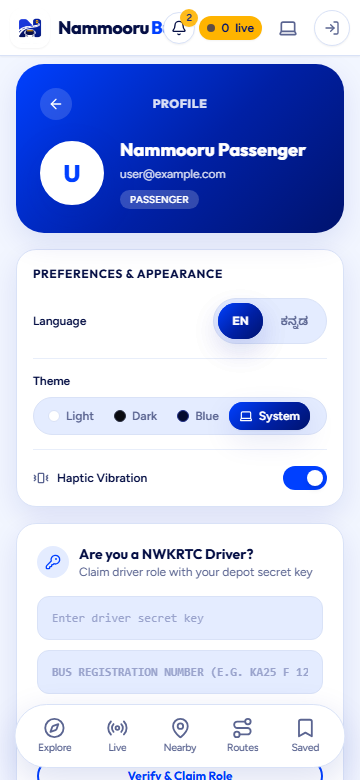 Nammooru B
2
0 live
PROFILE
U
Nammooru Passenger
user@example.com
PASSENGER
PREFERENCES & APPEARANCE
Language
EN
ಕನ್ನಡ
Theme
Light
Dark
Blue
System
Haptic Vibration
Are you a NWKRTC Driver?
Claim driver role with your depot secret key
Enter driver secret key
BUS REGISTRATION NUMBER (E.G. KA25 F 12
Explore
Live
Nearby
Routes
Saved
Verify & Claim Role